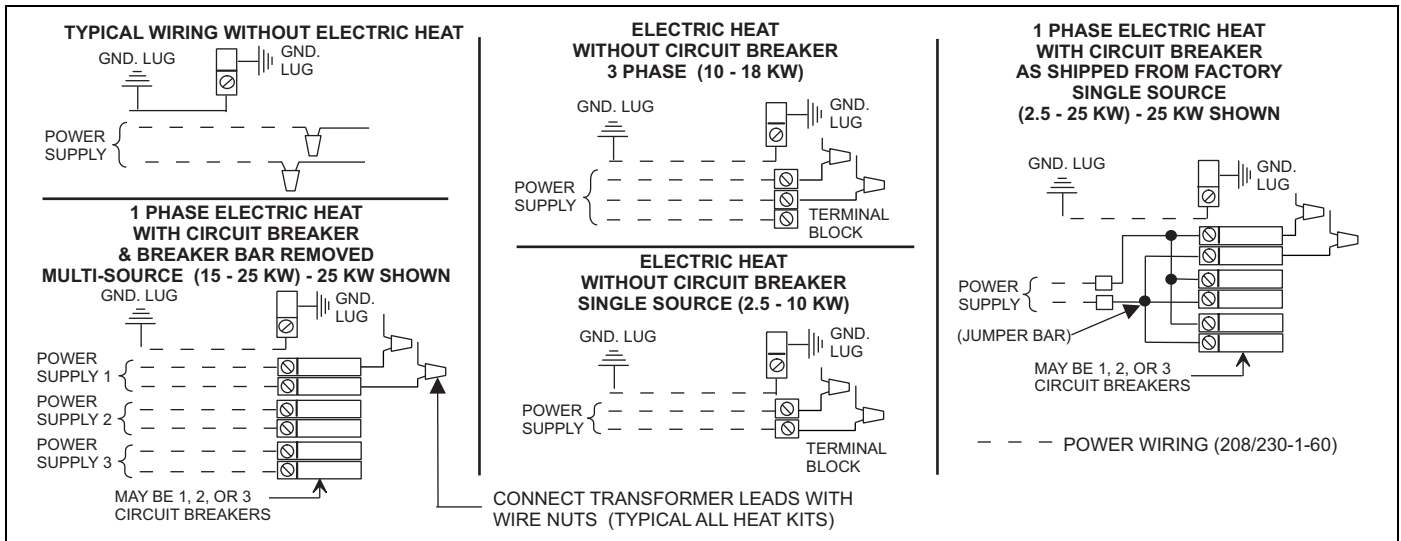 TYPICAL WIRING WITHOUT ELECTRIC HEAT
GND. LUG
GND.
LUG
POWER
SUPPLY
1 PHASE ELECTRIC HEAT
WITH CIRCUIT BREAKER
& BREAKER BAR REMOVED
MULTI-SOURCE (15 - 25 KW) - 25 KW SHOWN
GND. LUG
GND.
LUG
POWER
SUPPLY 1
POWER
SUPPLY 2
POWER
SUPPLY 3
MAY BE 1, 2, OR 3
CIRCUIT BREAKERS
CONNECT TRANSFORMER LEADS WITH
WIRE NUTS (TYPICAL ALL HEAT KITS)
ELECTRIC HEAT
WITHOUT CIRCUIT BREAKER
3 PHASE (10 - 18 KW)
GND. LUG
GND.
LUG
POWER
SUPPLY
TERMINAL
BLOCK
ELECTRIC HEAT
WITHOUT CIRCUIT BREAKER
SINGLE SOURCE (2.5 - 10 KW)
GND. LUG
GND.
LUG
POWER
SUPPLY
TERMINAL
BLOCK
1 PHASE ELECTRIC HEAT
WITH CIRCUIT BREAKER
AS SHIPPED FROM FACTORY
SINGLE SOURCE
(2.5 - 25 KW) - 25 KW SHOWN
GND. LUG
GND.
LUG
POWER
SUPPLY
(JUMPER BAR)
MAY BE 1, 2, OR 3
CIRCUIT BREAKERS
POWER WIRING (208/230-1-60)